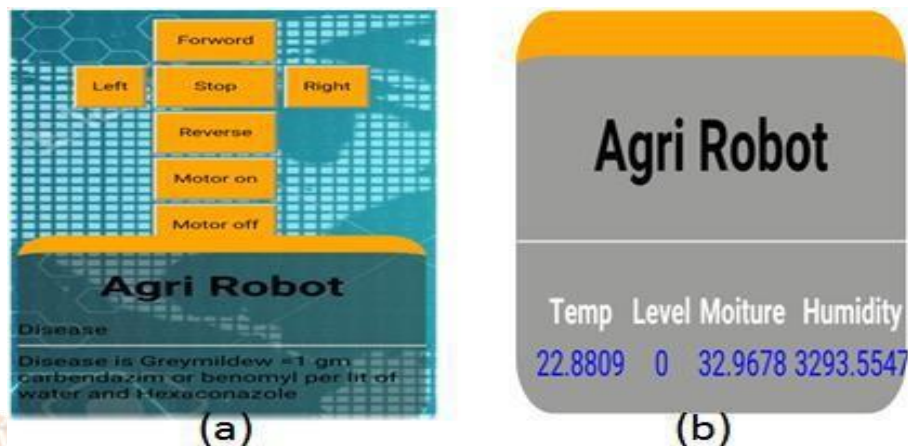 Forword
Left Stop Right
Reverse
Motor on
Motor off
Agri Robot
Disease
Disease is Greymildew =1 gm
carbendazim or benomyl per lit of
water and Hexaconazole
(a)
Agri Robot
Temp Level Moiture Humidity
22.8809 0 32.9678 3293.5547
(b)